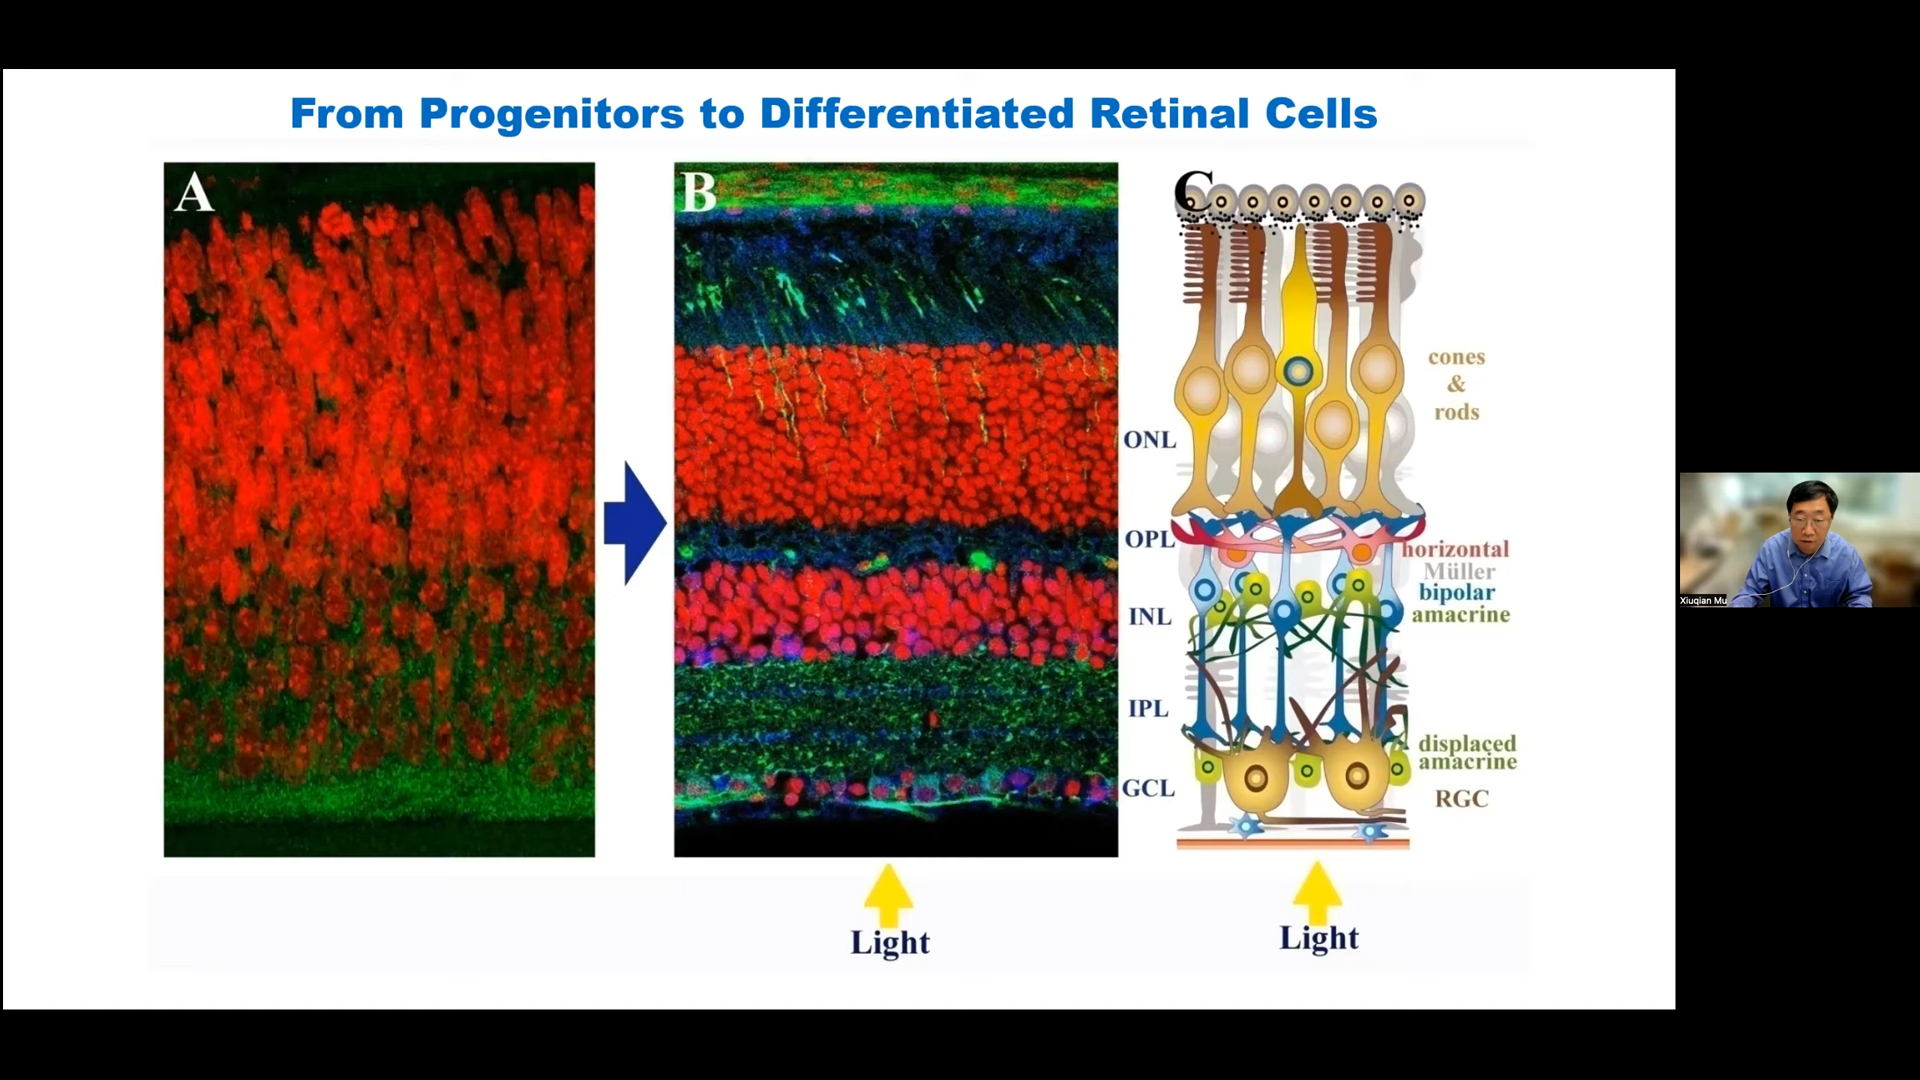 From Progenitors to Differentiated Retinal Cells
A
B
C
cones
&
rods
ONL
OPL
horizontal
Müller
bipolar
amacrine
INL
IPL
displaced
amacrine
GCL
RGC
Light
Light
Xiuqian Mu